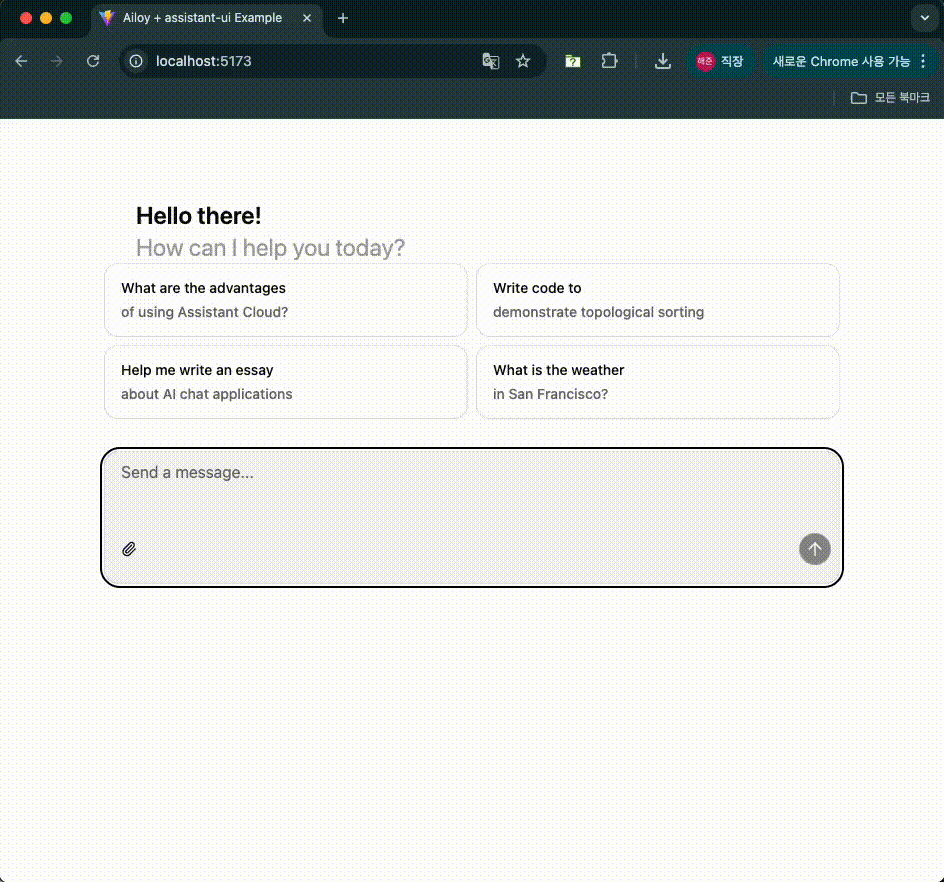 Ailoy + assistant-ui Example
localhost:5173
해준 직장
새로운 Chrome 사용 가능
모든 북마크
Hello there!
How can I help you today?
What are the advantages
of using Assistant Cloud?
Write code to
demonstrate topological sorting
Help me write an essay
about AI chat applications
What is the weather
in San Francisco?
Send a message...